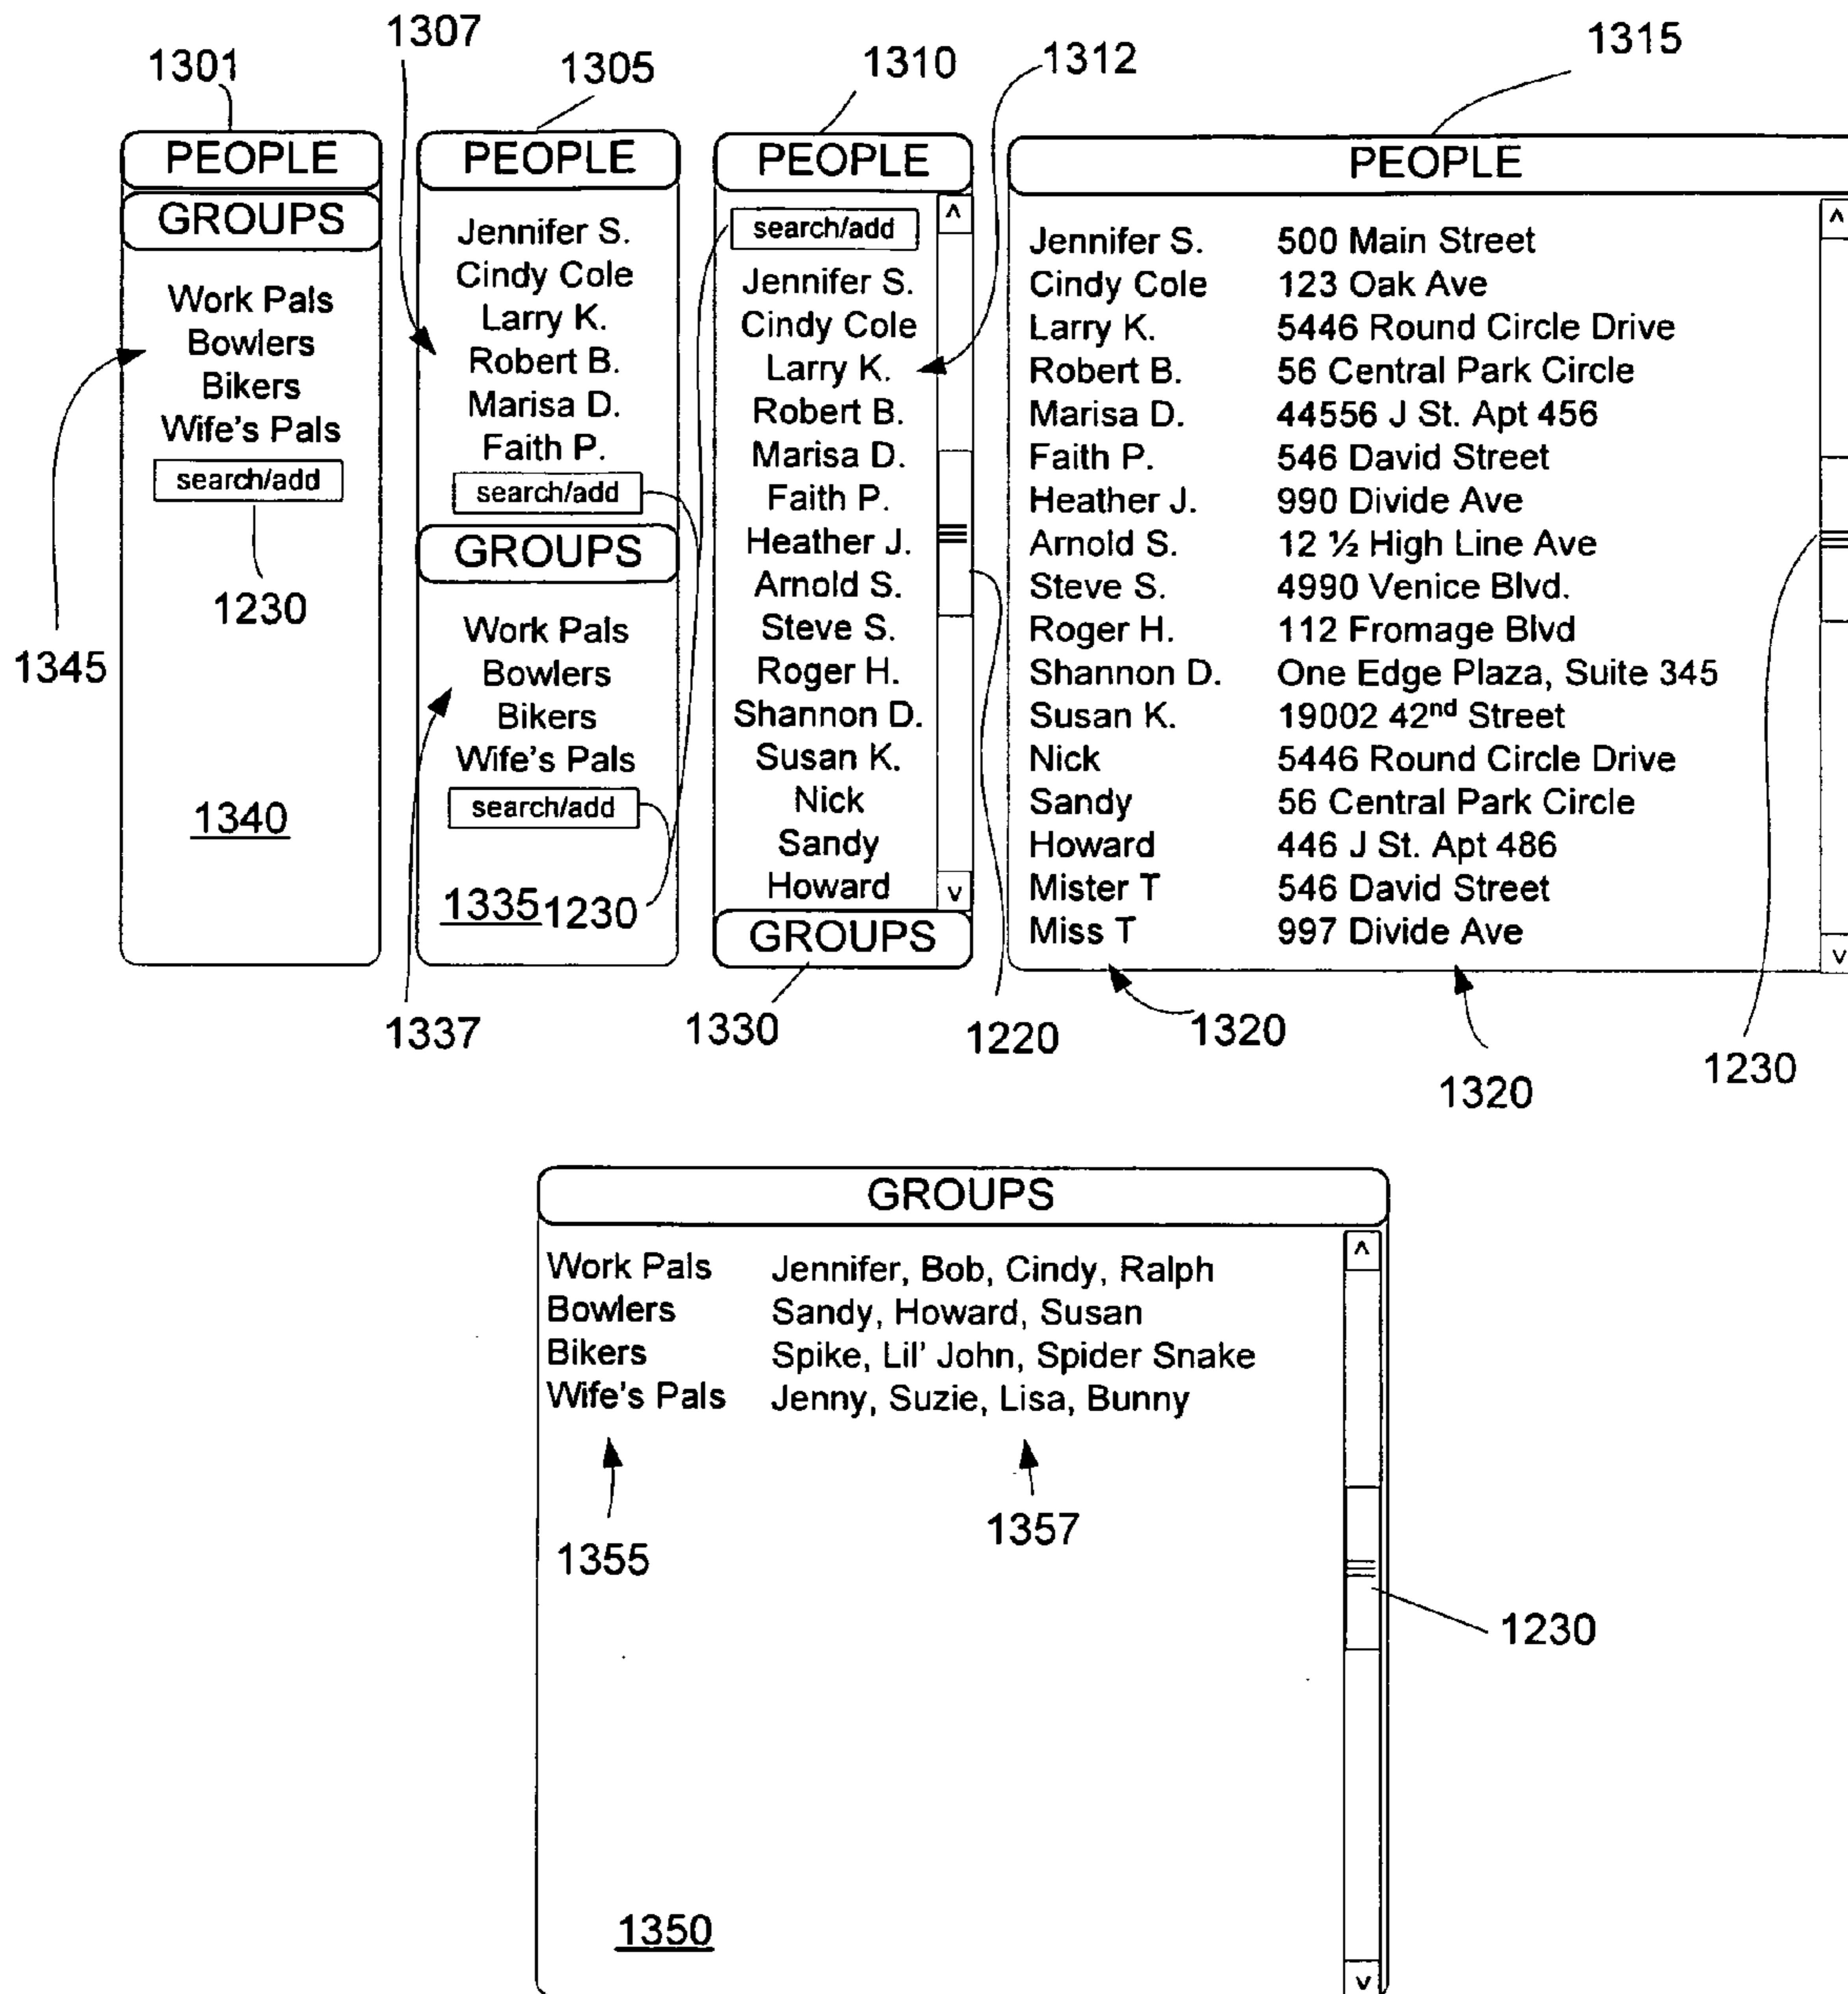 1301
1307
1305
1310
1312
1315
PEOPLE
GROUPS
Work Pals
Bowlers
Bikers
Wife's Pals
search/add
1230
1345
1340
PEOPLE
Jennifer S.
Cindy Cole
Larry K.
Robert B.
Marisa D.
Faith P.
search/add
GROUPS
Work Pals
Bowlers
Bikers
Wife's Pals
search/add
1335 1230
1337
PEOPLE
search/add
Jennifer S.
Cindy Cole
Larry K.
Robert B.
Marisa D.
Faith P.
Heather J.
Arnold S.
Steve S.
Roger H.
Shannon D.
Susan K.
Nick
Sandy
Howard
GROUPS
^
v
1330
1220
PEOPLE
Jennifer S. 500 Main Street
Cindy Cole 123 Oak Ave
Larry K. 5446 Round Circle Drive
Robert B. 56 Central Park Circle
Marisa D. 44556 J St. Apt 456
Faith P. 546 David Street
Heather J. 990 Divide Ave
Arnold S. 12 ½ High Line Ave
Steve S. 4990 Venice Blvd.
Roger H. 112 Fromage Blvd
Shannon D. One Edge Plaza, Suite 345
Susan K. 19002 42nd Street
Nick 5446 Round Circle Drive
Sandy 56 Central Park Circle
Howard 446 J St. Apt 486
Mister T 546 David Street
Miss T 997 Divide Ave
^
v
1320
1320
1230
GROUPS
Work Pals Jennifer, Bob, Cindy, Ralph
Bowlers Sandy, Howard, Susan
Bikers Spike, Lil' John, Spider Snake
Wife's Pals Jenny, Suzie, Lisa, Bunny
^
v
1355
1357
1230
1350